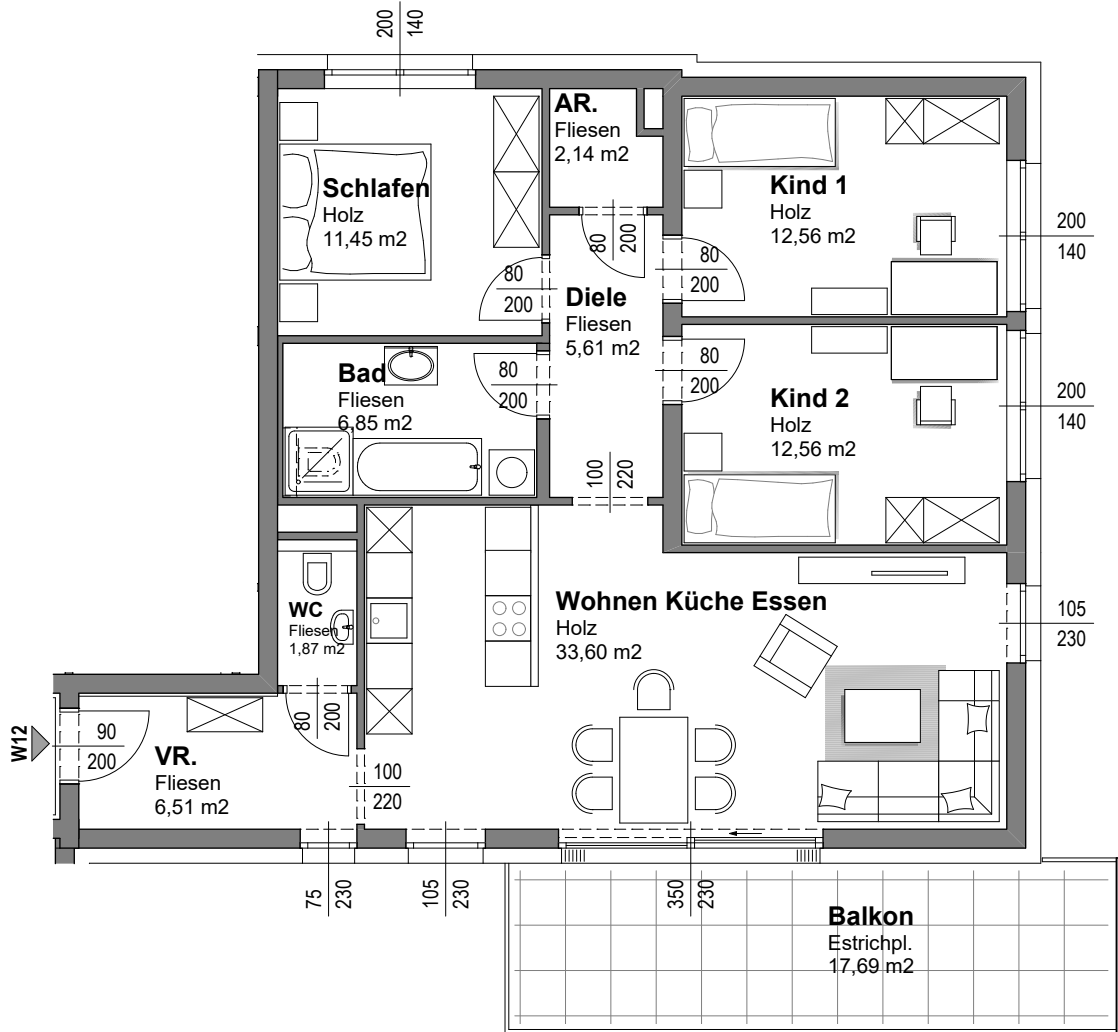 200
140
AR.
Fliesen
2,14 m2
Schlafen
Holz
11,45 m2
Kind 1
Holz
12,56 m2
200
140
80
200
80
200
80
200
Diele
Fliesen
5,61 m2
Bad
Fliesen
6,85 m2
80
200
80
200
Kind 2
Holz
12,56 m2
200
140
100
220
WC
Fliesen
1,87 m2
Wohnen Küche Essen
Holz
33,60 m2
105
230
W12
90
200
VR.
Fliesen
6,51 m2
80
200
100
220
75
230
105
230
350
230
Balkon
Estrichpl.
17,69 m2